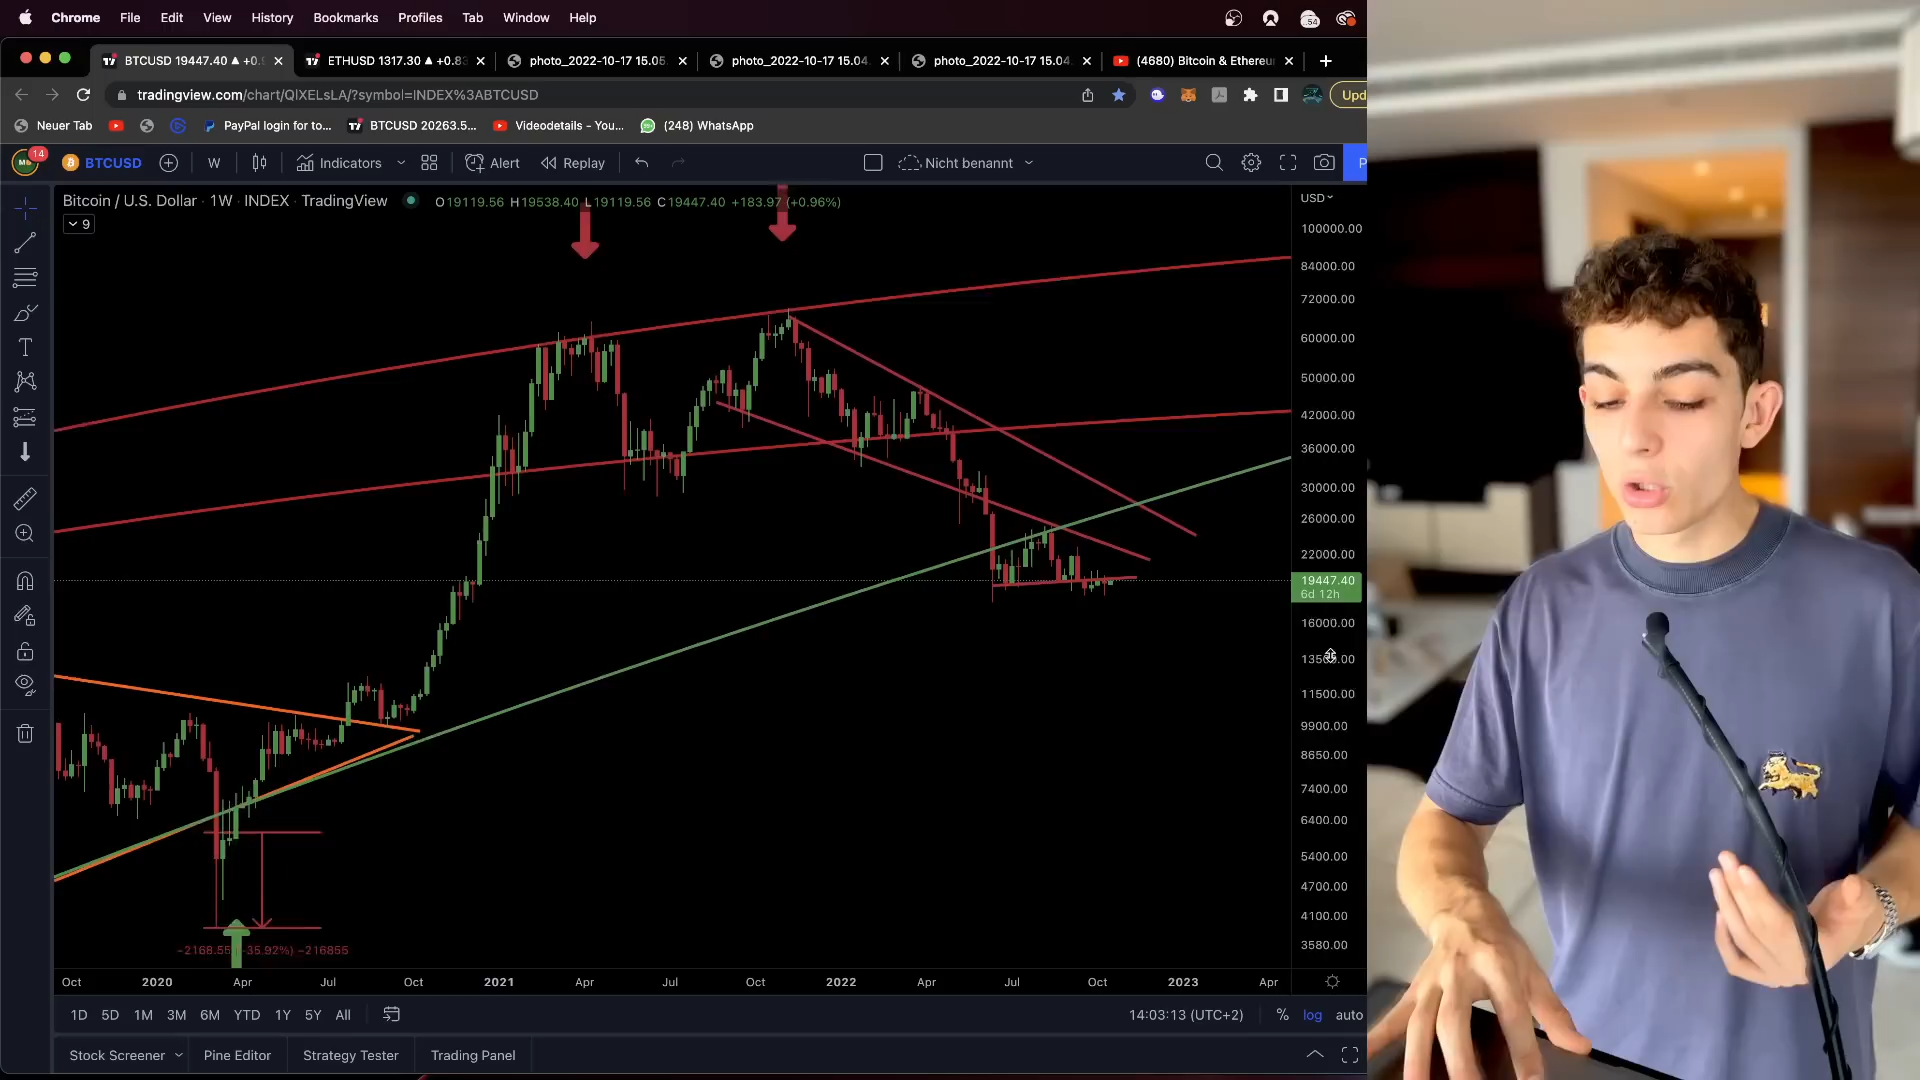 Chrome File Edit View History Bookmarks Profiles Tab Window Help
54
BTCUSD 19447.40 ▲ +0.
ETHUSD 1317.30 ▲ +0.83
photo_2022-10-17 15.05.
photo_2022-10-17 15.04.
photo_2022-10-17 15.04.
(4680) Bitcoin & Ethereu
tradingview.com/chart/QIXELsLA/?symbol=INDEX%3ABTCUSD
Upd
Neuer Tab
PayPal login for to...
BTCUSD 20263.5...
Videodetails - You...
(248) WhatsApp
14
BTCUSD W Indicators Alert Replay Nicht benannt P
Bitcoin / U.S. Dollar · 1W · INDEX · TradingView O19119.56 H19538.40 L19119.56 C19447.40 +183.97 (+0.96%)
9
USD
100000.00
84000.00
72000.00
60000.00
50000.00
42000.00
36000.00
30000.00
26000.00
22000.00
19447.40
6d 12h
16000.00
11500.00
9900.00
8650.00
7400.00
6400.00
5400.00
4700.00
4100.00
3580.00
−2168.55 −35.92%) −216855
Oct 2020 Apr Jul Oct 2021 Apr Jul Oct 2022 Apr Jul Oct 2023 Apr
1D 5D 1M 3M 6M YTD 1Y 5Y All
14:03:13 (UTC+2) % log auto
Stock Screener Pine Editor Strategy Tester Trading Panel